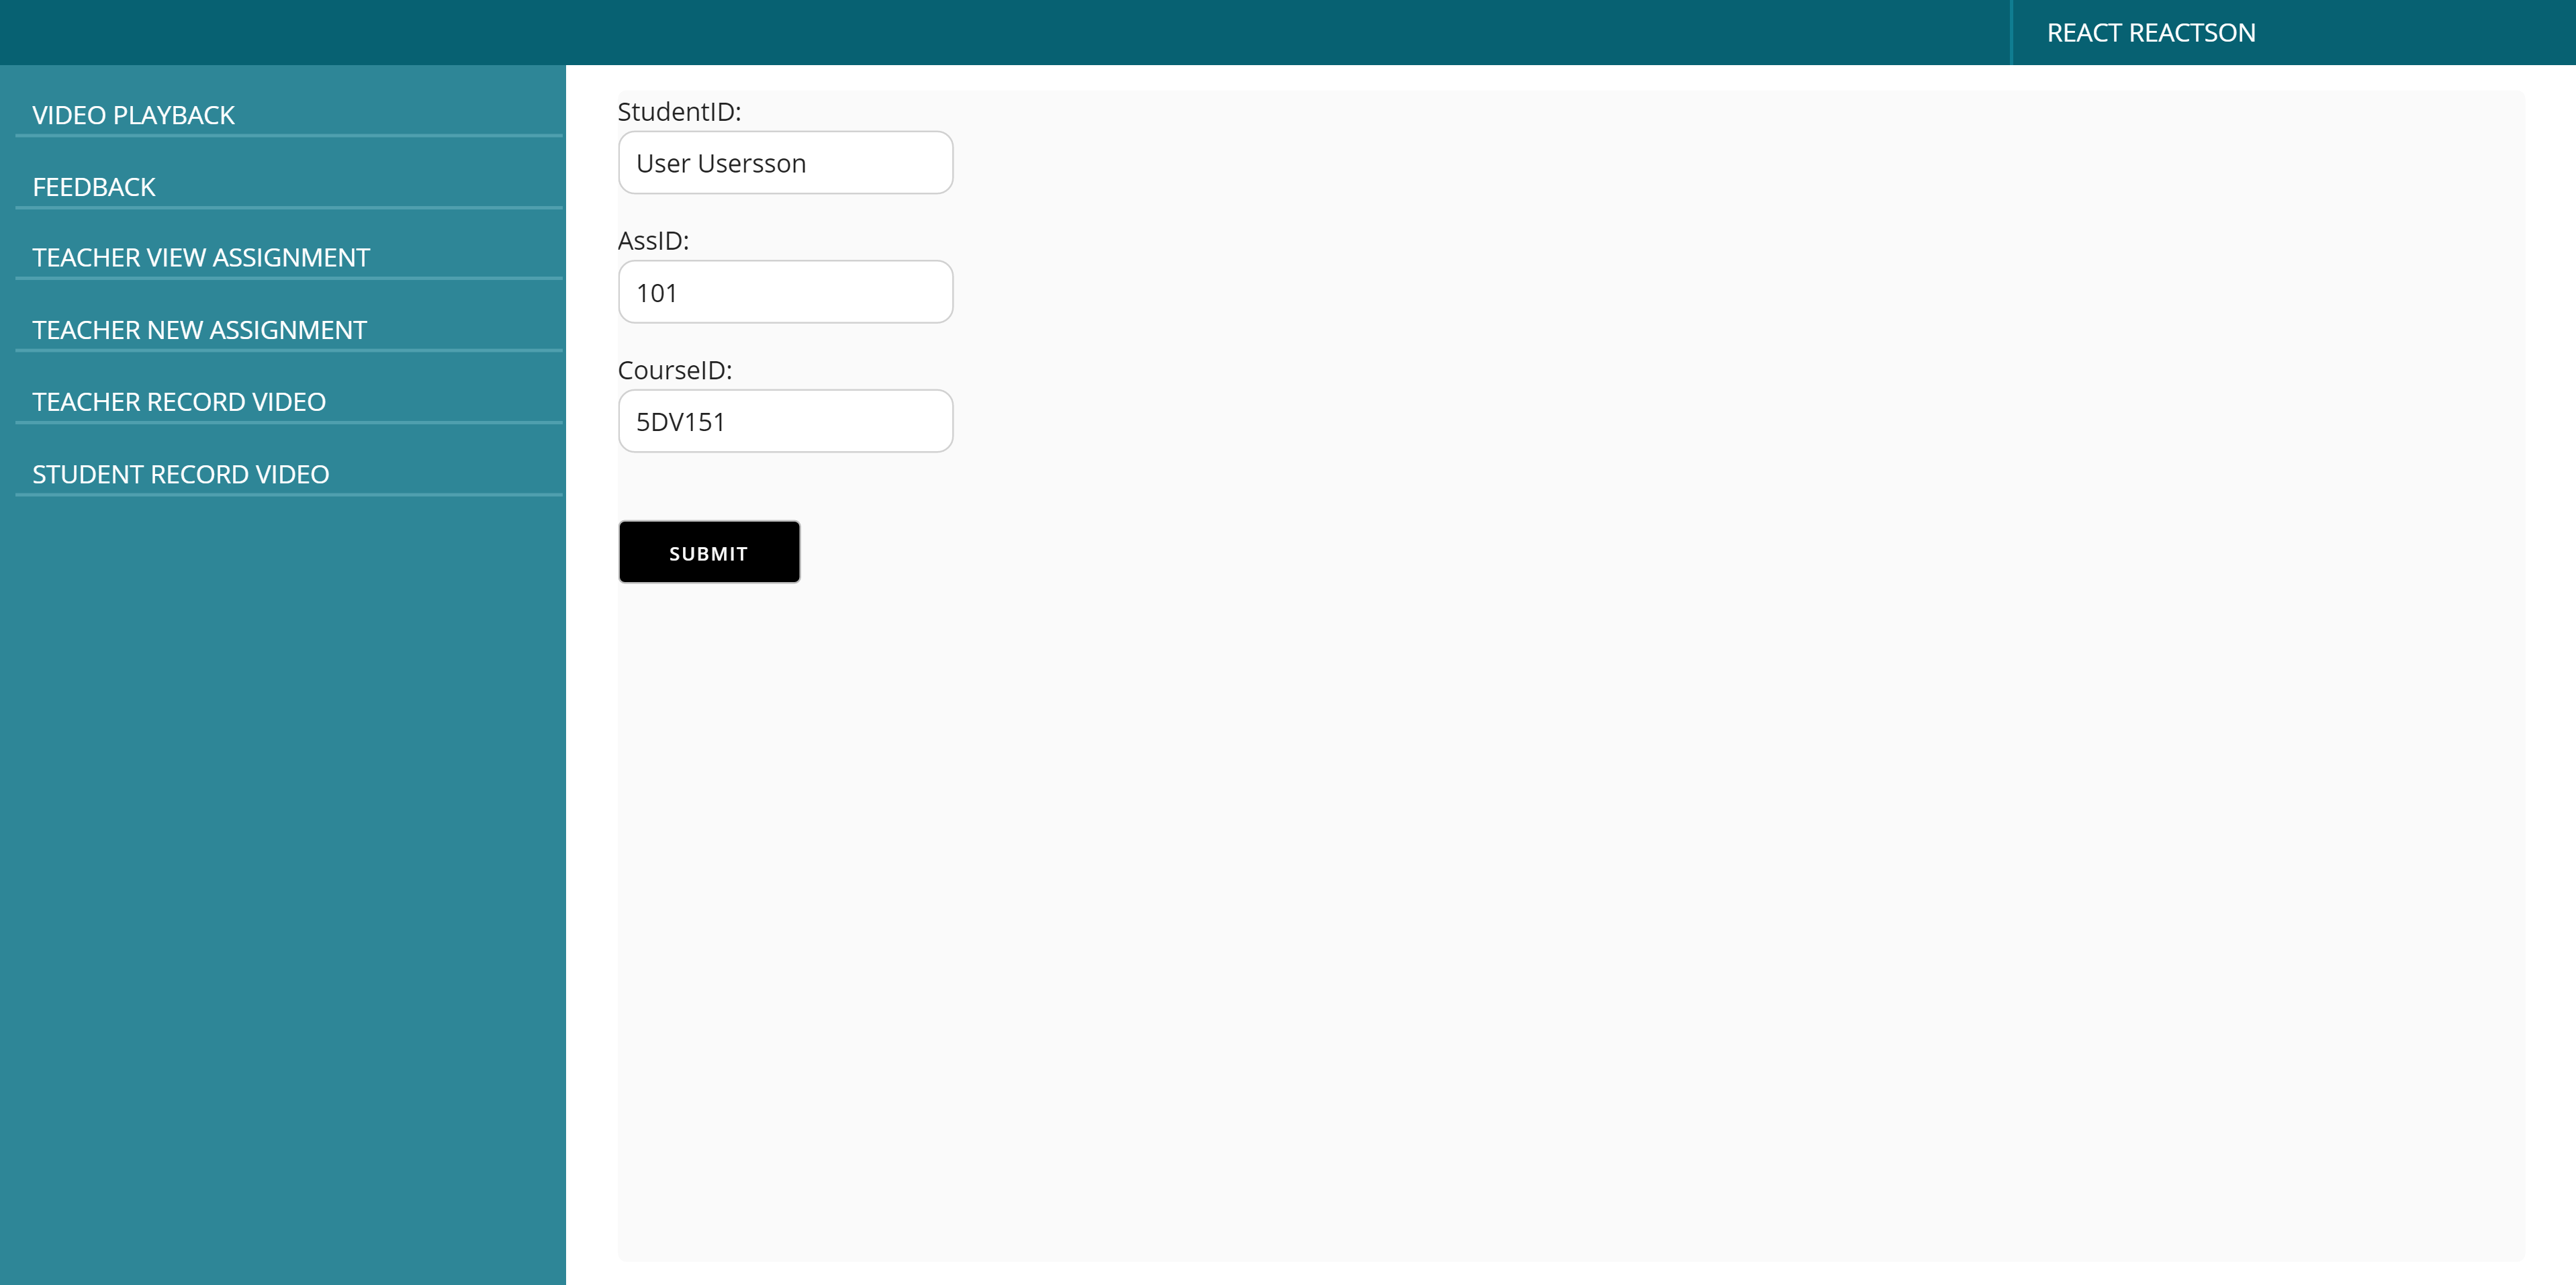 REACT REACTSON
VIDEO PLAYBACK
FEEDBACK
TEACHER VIEW ASSIGNMENT
TEACHER NEW ASSIGNMENT
TEACHER RECORD VIDEO
STUDENT RECORD VIDEO
StudentID:
User Usersson
AssID:
101
CourseID:
5DV151
SUBMIT